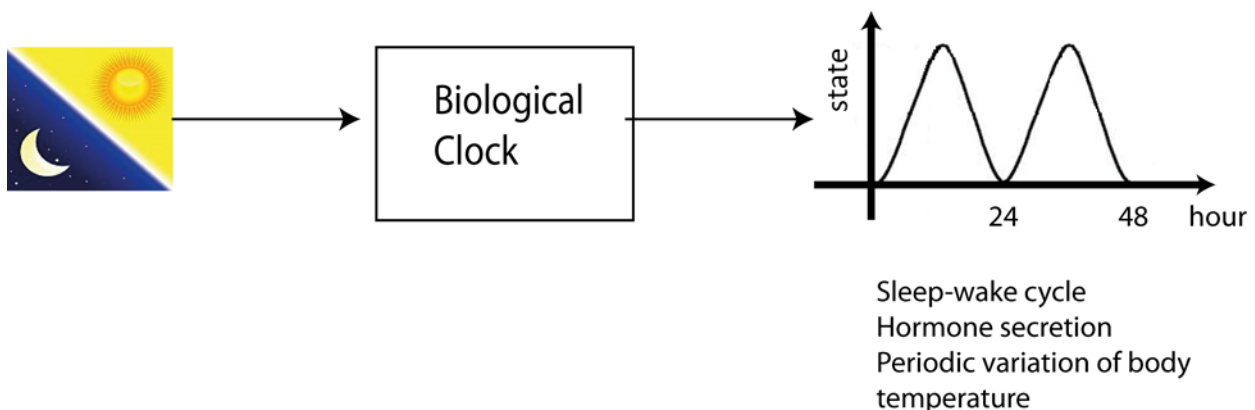 Biological
Clock
state
24
48
hour
Sleep-wake cycle
Hormone secretion
Periodic variation of body
temperature